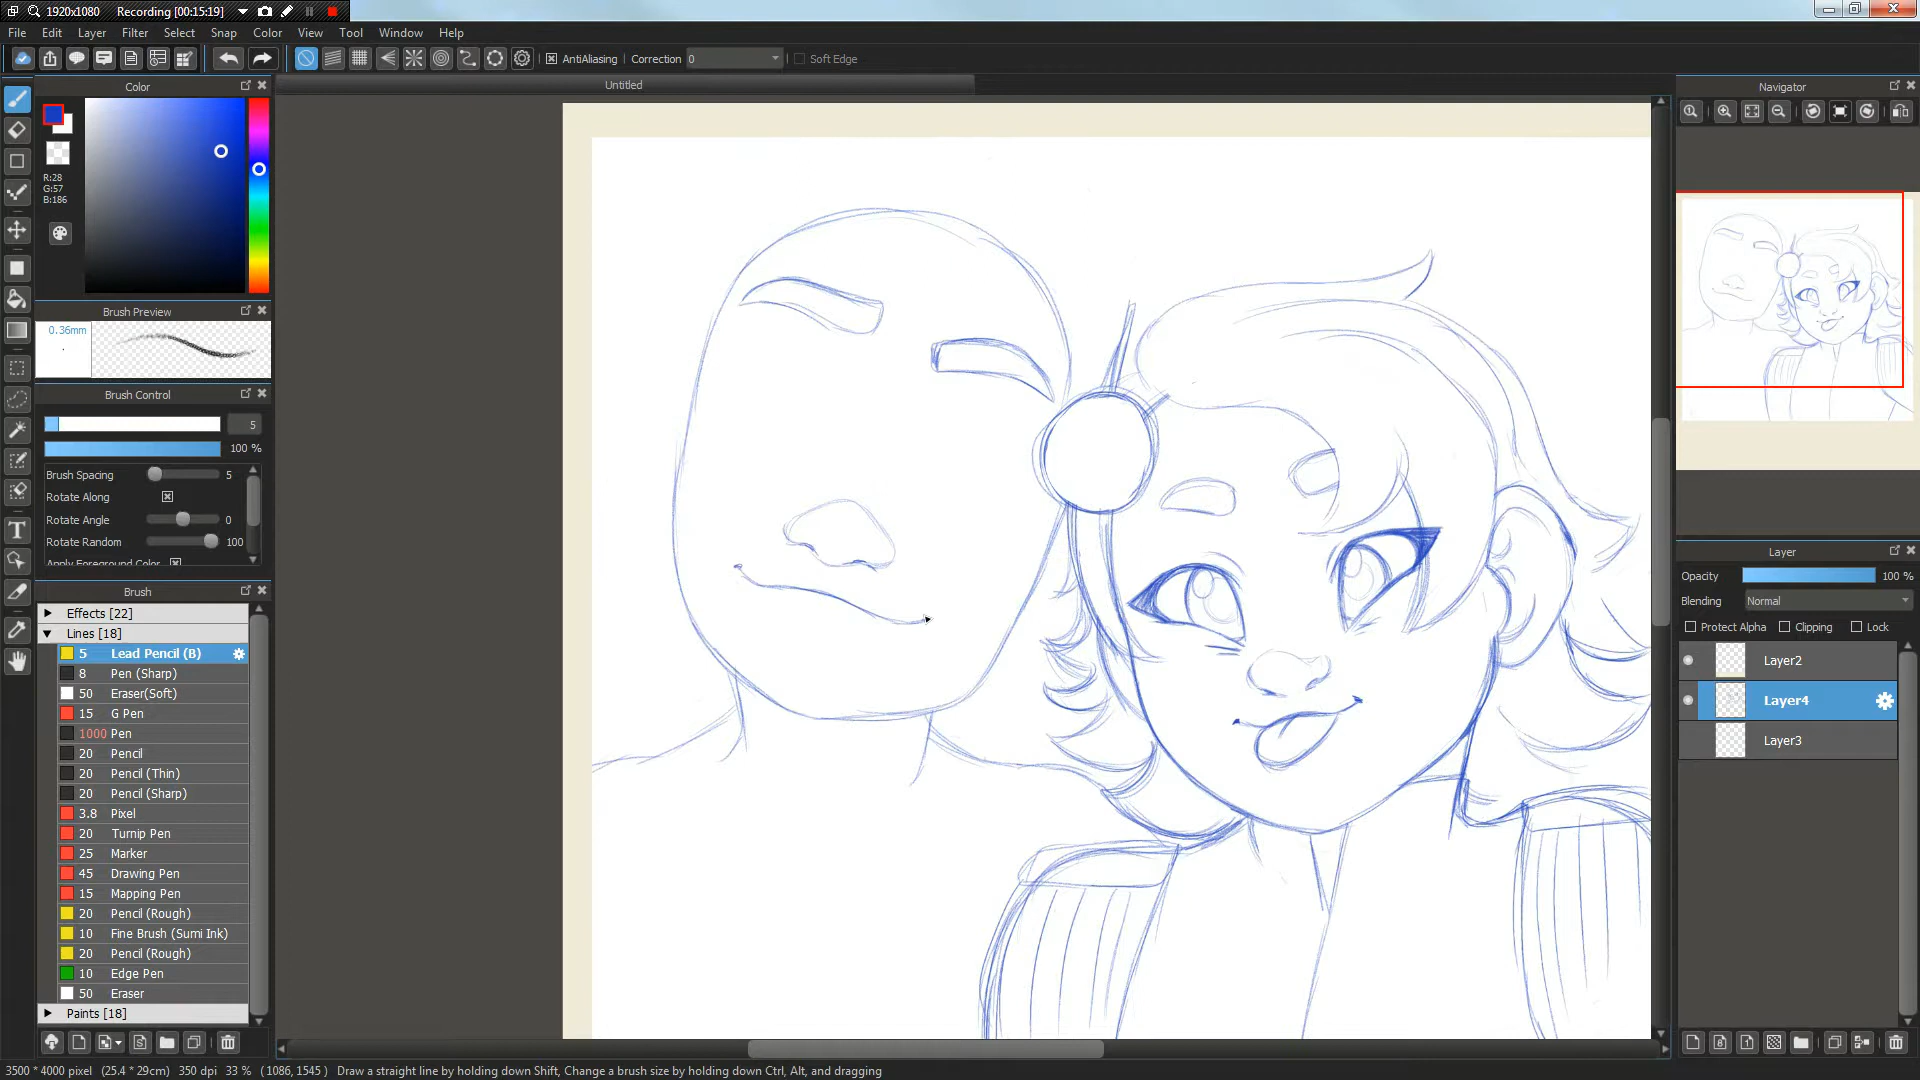 1920x1080 Recording [00:15:19]
File Edit Layer Filter Select Snap Color View Tool Window Help
AntiAliasing Correction 0 Soft Edge
Color
Untitled
Navigator
R:28
G:57
B:186
Brush Preview
0.36mm
Brush Control
5
100 %
Brush Spacing 5
Rotate Along
Rotate Angle 0
Rotate Random 100
Apply Foreground Color
Brush
Effects [22]
Lines [18]
5 Lead Pencil (B)
8 Pen (Sharp)
50 Eraser(Soft)
15 G Pen
1000 Pen
20 Pencil
20 Pencil (Thin)
20 Pencil (Sharp)
3.8 Pixel
20 Turnip Pen
25 Marker
45 Drawing Pen
15 Mapping Pen
20 Pencil (Rough)
10 Fine Brush (Sumi Ink)
20 Pencil (Rough)
10 Edge Pen
50 Eraser
Paints [18]
Layer
Opacity 100 %
Blending Normal
Protect Alpha Clipping Lock
Layer2
Layer4
Layer3
3500 * 4000 pixel (25.4 * 29cm) 350 dpi 33 % ( 1086, 1545 ) Draw a straight line by holding down Shift, Change a brush size by holding down Ctrl, Alt, and dragging